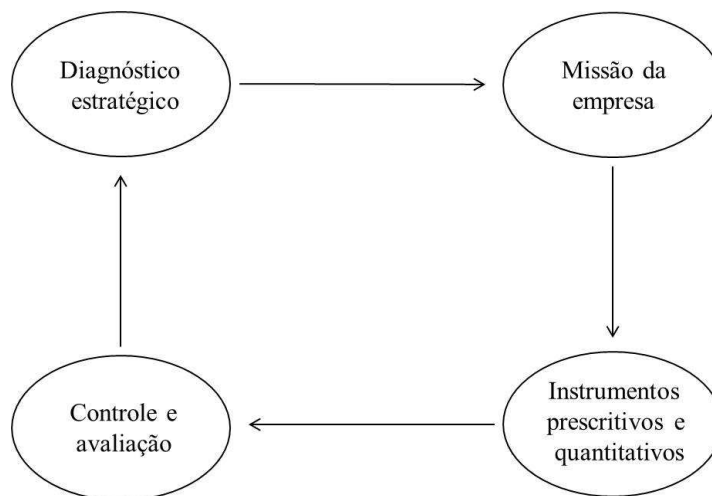 Diagnóstico
estratégico
Missão da
empresa
Instrumentos
prescritivos e
quantitativos
Controle e
avaliação